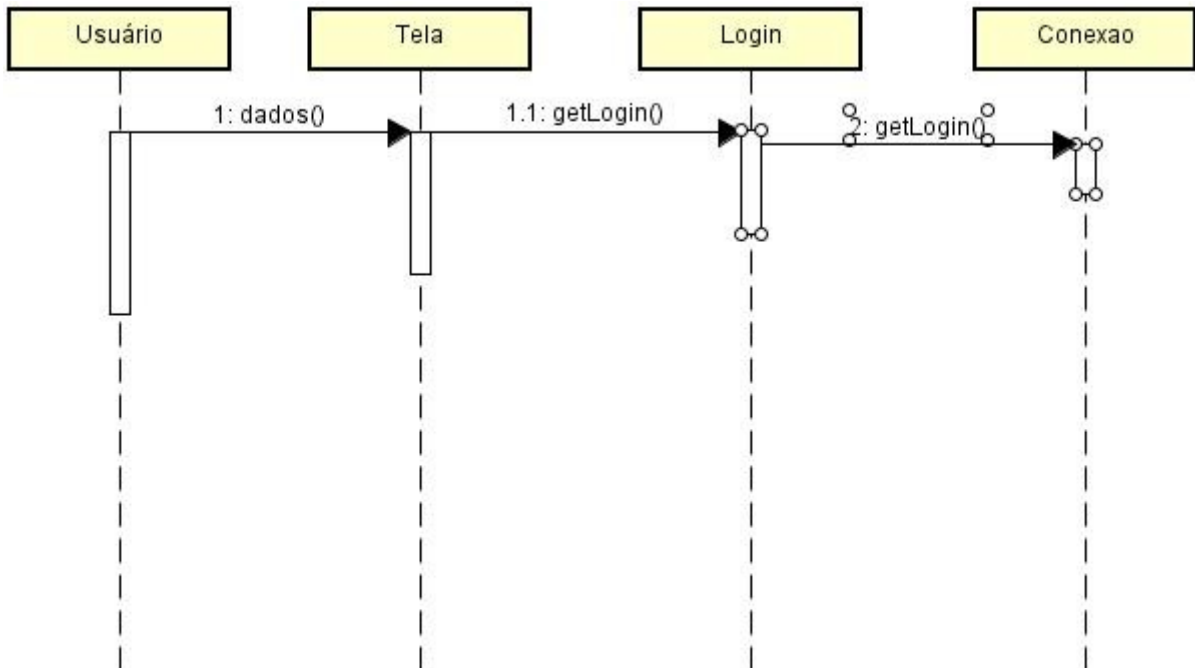 Usuário
Tela
Login
Conexao
1: dados()
1.1: getLogin()
2: getLogin()